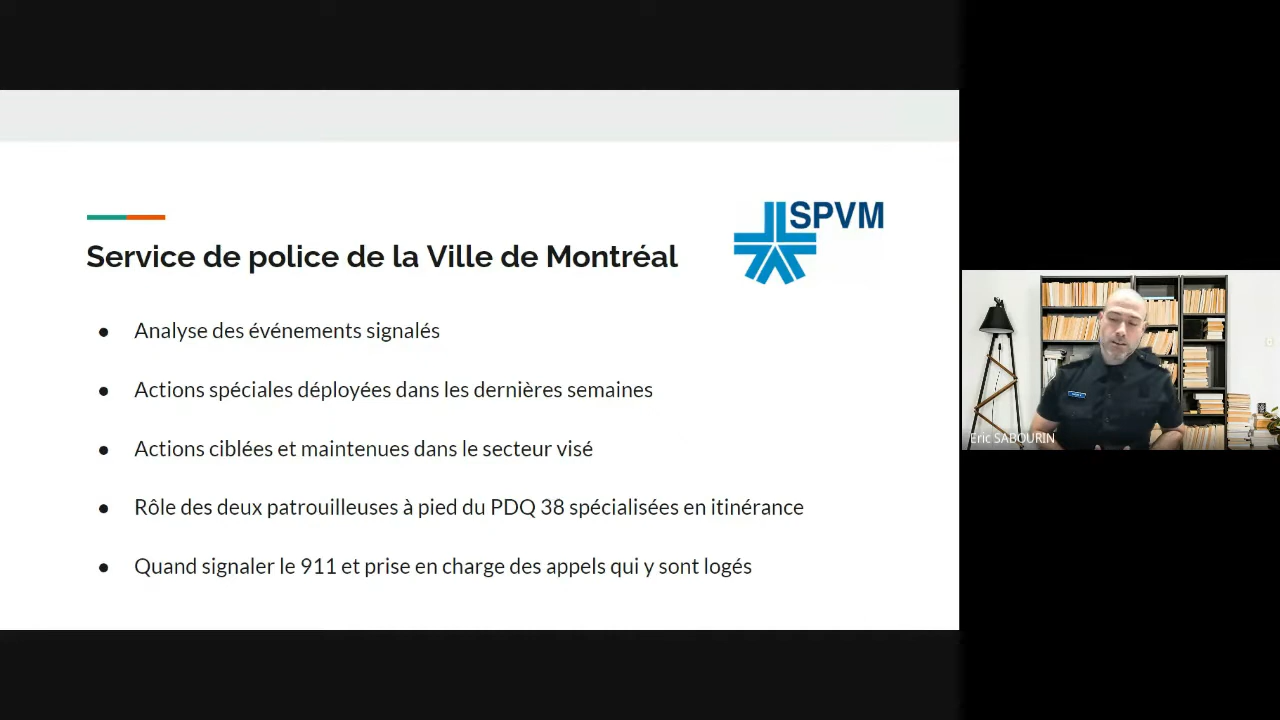 SPVM
Service de police de la Ville de Montréal
● Analyse des événements signalés
● Actions spéciales déployées dans les dernières semaines
● Actions ciblées et maintenues dans le secteur visé
● Rôle des deux patrouilleuses à pied du PDQ 38 spécialisées en itinérance
● Quand signaler le 911 et prise en charge des appels qui y sont logés
Eric SABOURIN